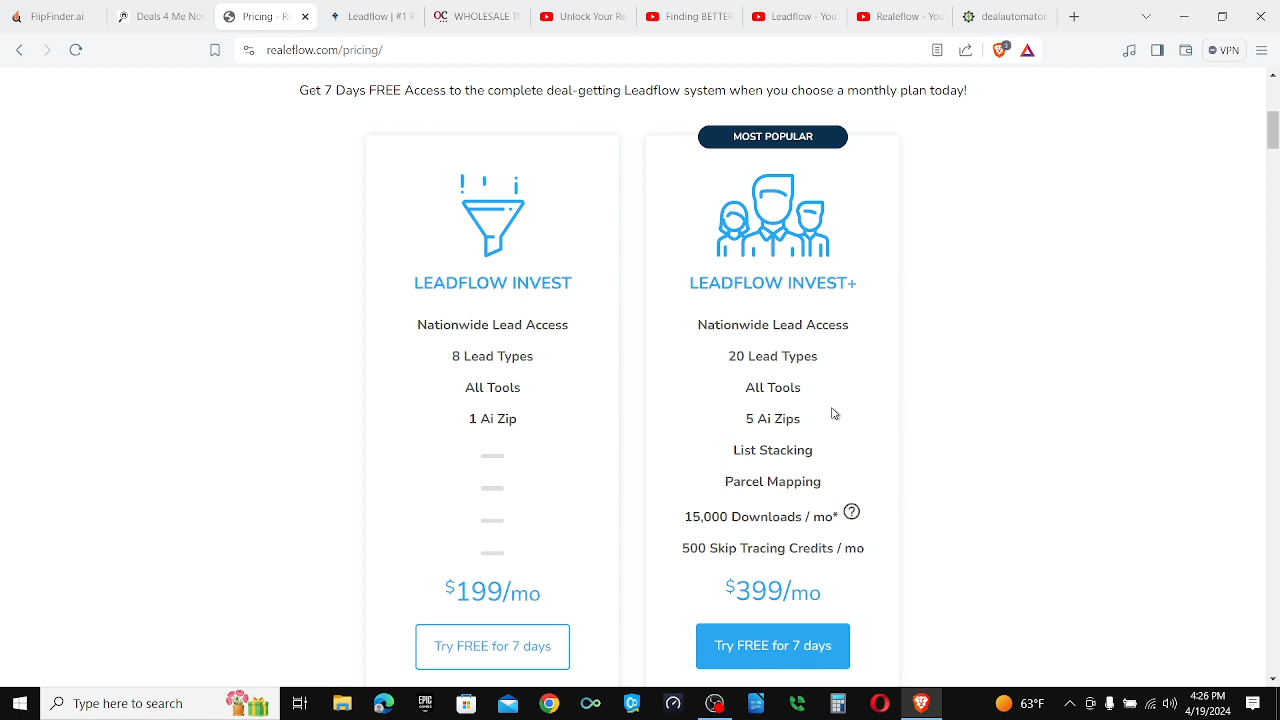 FlipFinder.ai
Deals 4 Me No
Pricing - R
Leadflow | #1 R
OC WHOLESALE TO
Unlock Your Re
Finding BETTER
Leadflow - You
Realeflow - You
dealautomator
realeflow.com/pricing/
3
VPN
Get 7 Days FREE Access to the complete deal-getting Leadflow system when you choose a monthly plan today!
MOST POPULAR
LEADFLOW INVEST
Nationwide Lead Access
8 Lead Types
All Tools
1 Ai Zip
$199/mo
Try FREE for 7 days
LEADFLOW INVEST+
Nationwide Lead Access
20 Lead Types
All Tools
5 Ai Zips
List Stacking
Parcel Mapping
15,000 Downloads / mo* ?
500 Skip Tracing Credits / mo
$399/mo
Try FREE for 7 days
Type here to search
EPIC GAMES
63°F
4:26 PM
4/19/2024